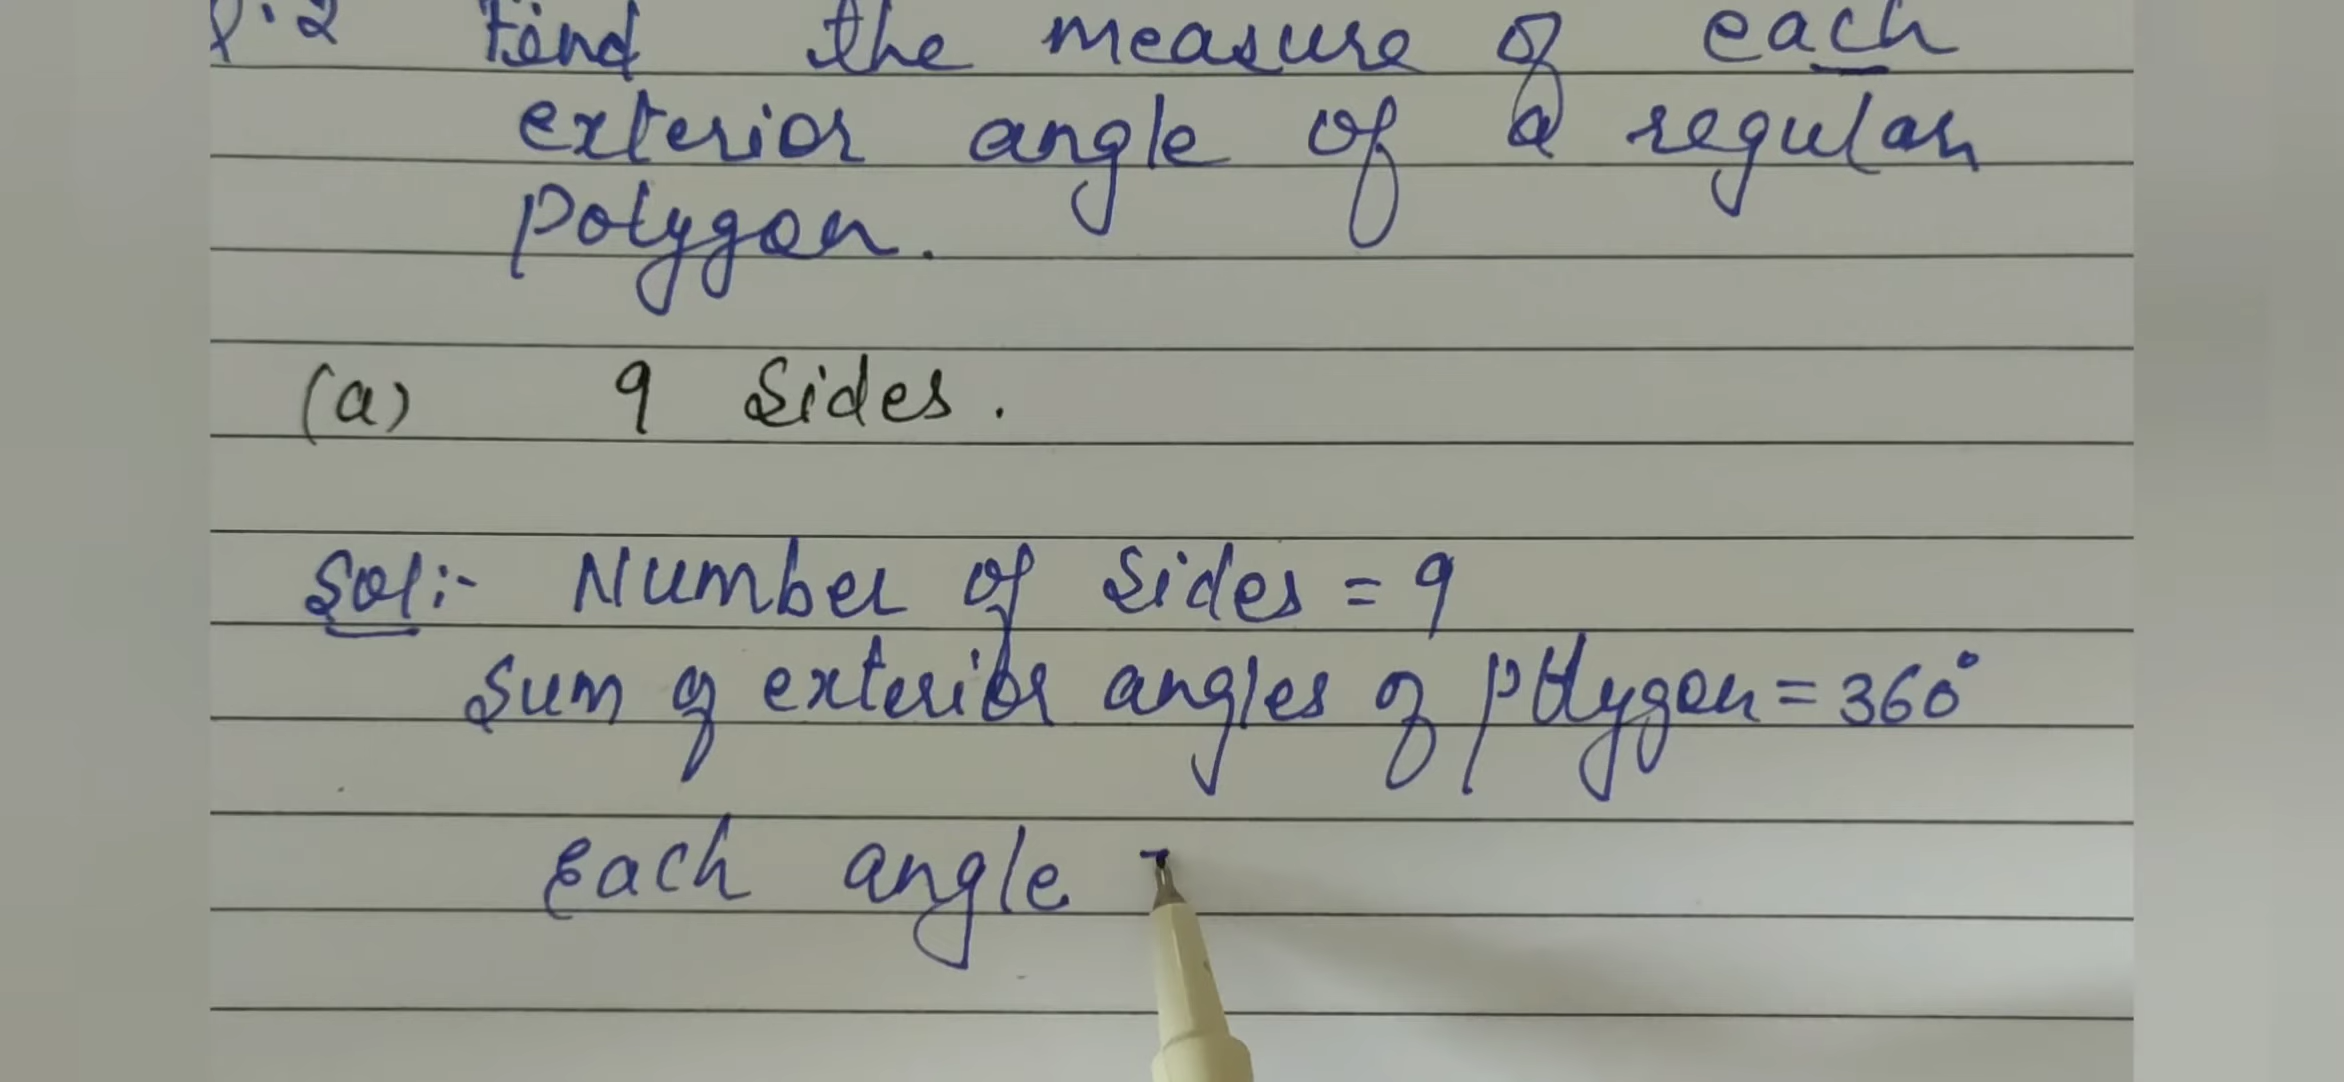 Q.2 Find the measure of each
exterior angle of a regular
polygon.
(a) 9 Sides.
Sol:- Number of sides = 9
Sum of exterior angles of polygon = 360°
Each angle